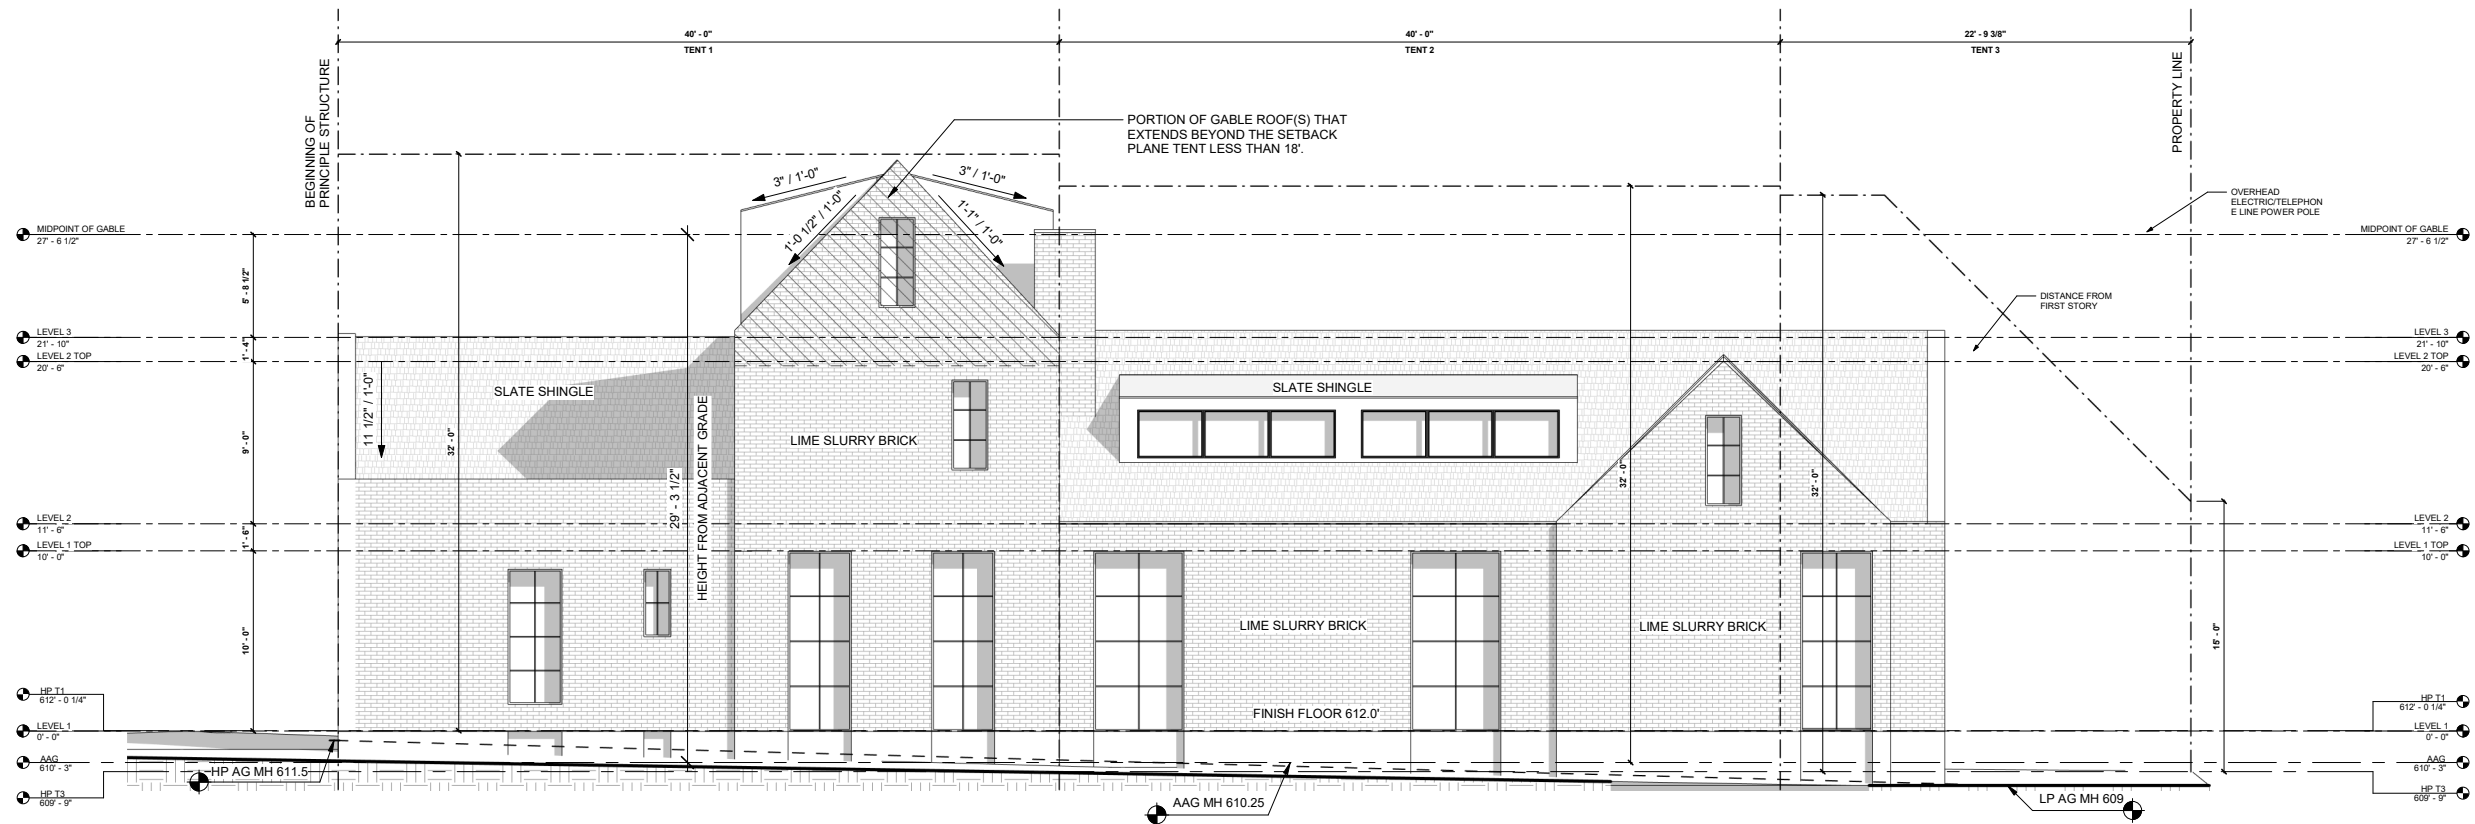 40' - 0"
40' - 0"
22' - 9 3/8"
TENT 1
TENT 2
TENT 3
BEGINNING OF
PRINCIPLE STRUCTURE
PROPERTY LINE
PORTION OF GABLE ROOF(S) THAT
EXTENDS BEYOND THE SETBACK
PLANE TENT LESS THAN 18'.
3" / 1'-0"
3" / 1'-0"
1'-0 1/2" / 1'-0"
1'-1" / 1'-0"
OVERHEAD
ELECTRIC/TELEPHON
E LINE POWER POLE
MIDPOINT OF GABLE
27' - 6 1/2"
MIDPOINT OF GABLE
27' - 6 1/2"
5' - 8 1/2"
DISTANCE FROM
FIRST STORY
LEVEL 3
21' - 10"
LEVEL 3
21' - 10"
1' - 4"
LEVEL 2 TOP
20' - 6"
LEVEL 2 TOP
20' - 6"
11 1/2" / 1'-0"
SLATE SHINGLE
SLATE SHINGLE
9' - 0"
32' - 0"
HEIGHT FROM ADJACENT GRADE
29' - 3 1/2"
LIME SLURRY BRICK
32' - 0"
32' - 0"
LEVEL 2
11' - 6"
LEVEL 2
11' - 6"
1' - 6"
LEVEL 1 TOP
10' - 0"
LEVEL 1 TOP
10' - 0"
10' - 0"
LIME SLURRY BRICK
LIME SLURRY BRICK
15' - 0"
HP T1
612' - 0 1/4"
HP T1
612' - 0 1/4"
FINISH FLOOR 612.0'
LEVEL 1
0' - 0"
LEVEL 1
0' - 0"
AAG
610' - 3"
AAG
610' - 3"
HP AG MH 611.5
HP T3
609' - 9"
HP T3
609' - 9"
AAG MH 610.25
LP AG MH 609